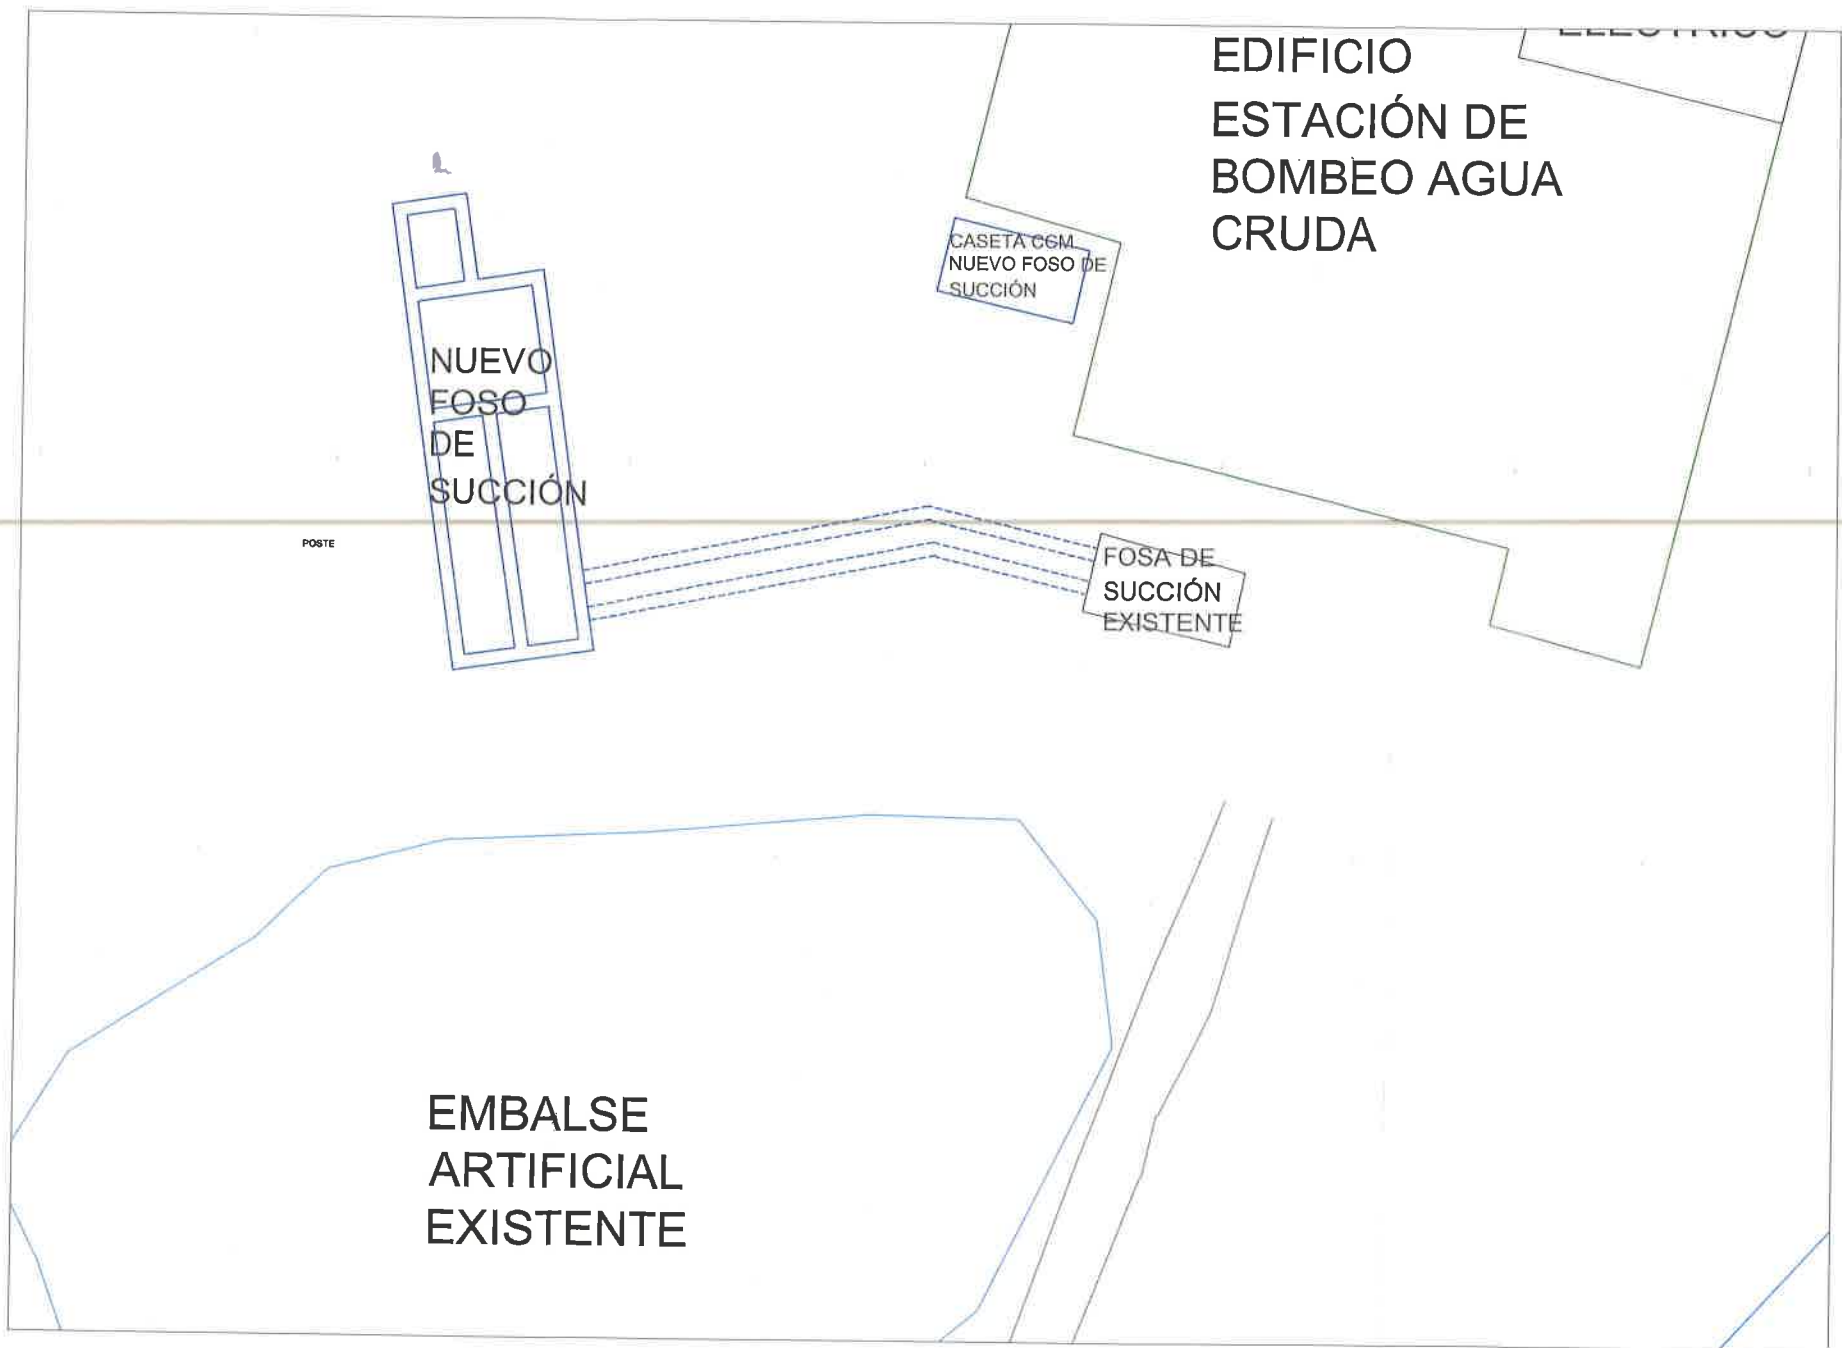 EDIFICIO
ESTACIÓN DE
BOMBEO AGUA
CRUDA
CASETA CCM
NUEVO FOSO DE
SUCCIÓN
NUEVO
FOSO
DE
SUCCIÓN
POSTE
FOSA DE
SUCCIÓN
EXISTENTE
EMBALSE
ARTIFICIAL
EXISTENTE